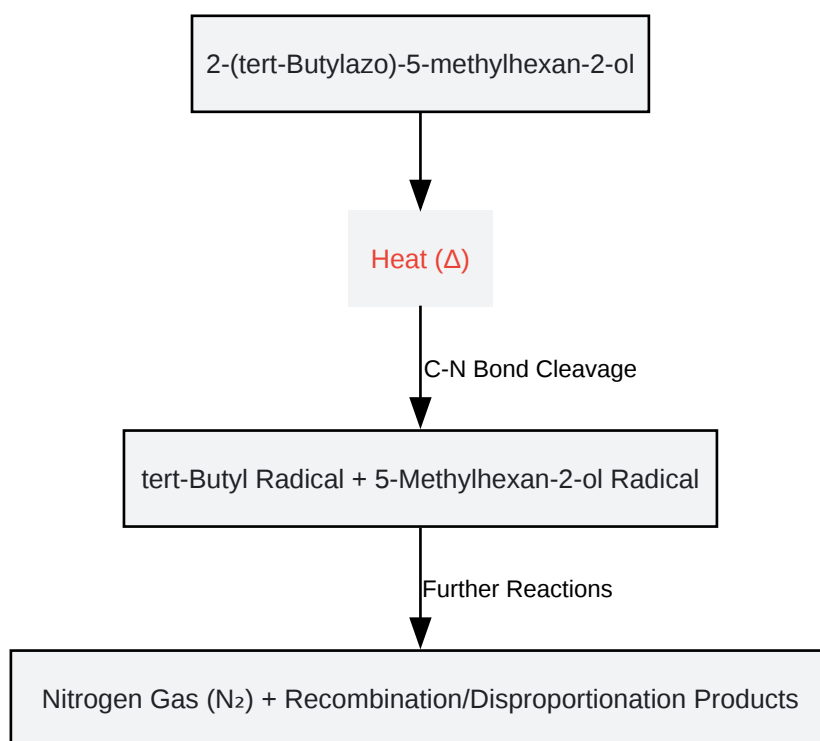 2-(tert-Butylazo)-5-methylhexan-2-ol
Heat (Δ)
C-N Bond Cleavage
tert-Butyl Radical + 5-Methylhexan-2-ol Radical
Further Reactions
Nitrogen Gas (N₂) + Recombination/Disproportionation Products